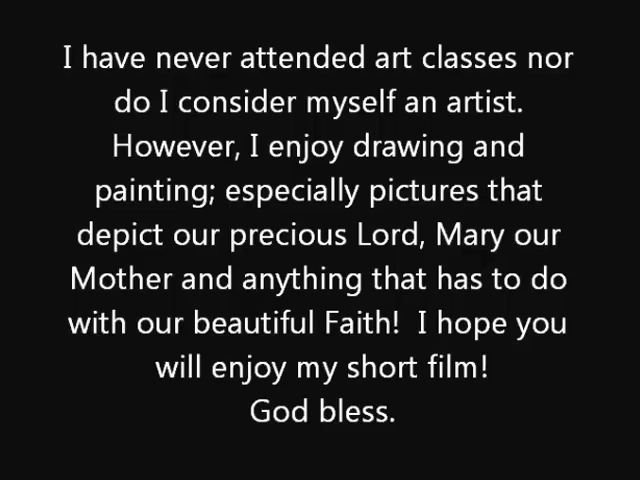 I have never attended art classes nor
do I consider myself an artist.
However, I enjoy drawing and
painting; especially pictures that
depict our precious Lord, Mary our
Mother and anything that has to do
with our beautiful Faith!  I hope you
will enjoy my short film!
God bless.